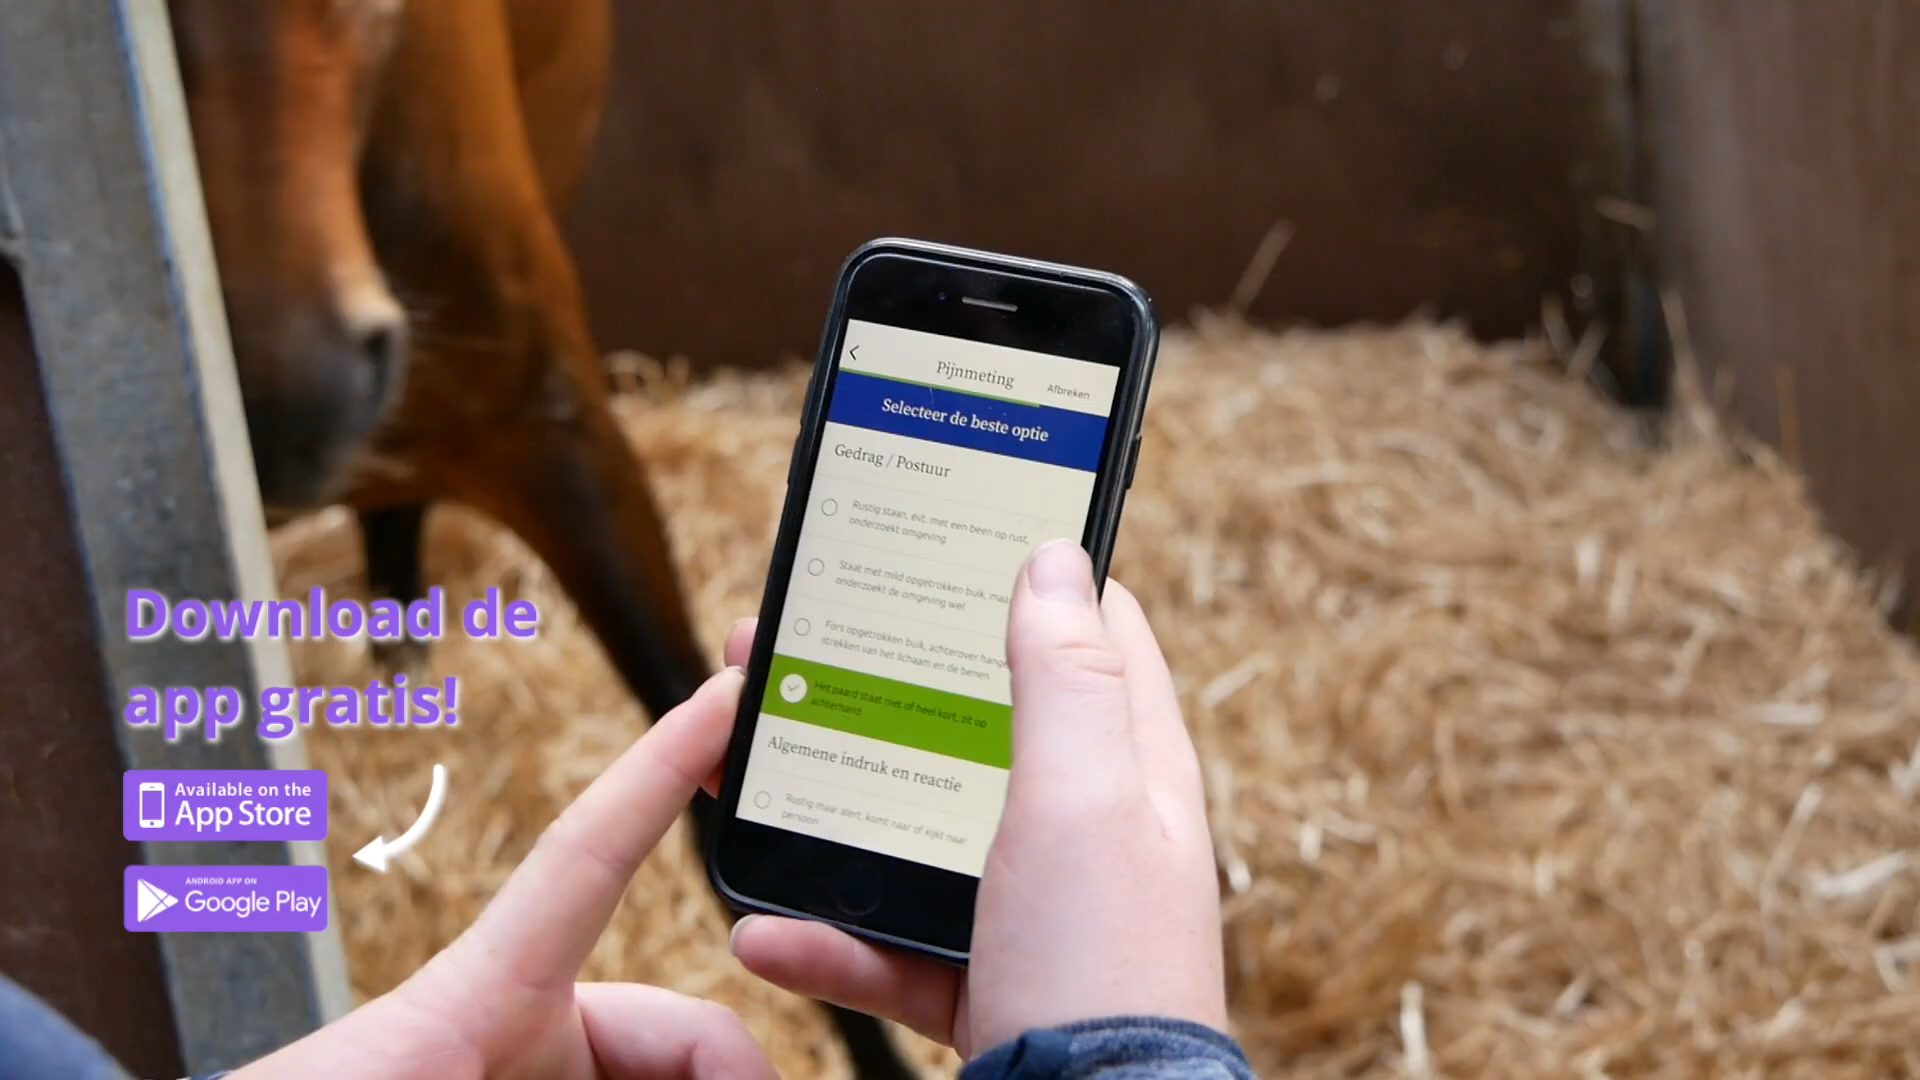 Pijnmeting
Afbreken
Selecteer de beste optie
Gedrag / Postuur
Rustig staan, evt. met een been op rust,
onderzoekt omgeving
Staat met mild opgetrokken buik,
onderzoekt de omgeving wel
Fors opgetrokken buik, achterover
strekken van het lichaam en de benen
Het paard staat niet of heel kort, zit op
achterhand
Algemene indruk en reactie
Rustig maar alert, komt naar of kijkt naar
persoon
Download de
app gratis!
Available on the
App Store
ANDROID APP ON
Google Play